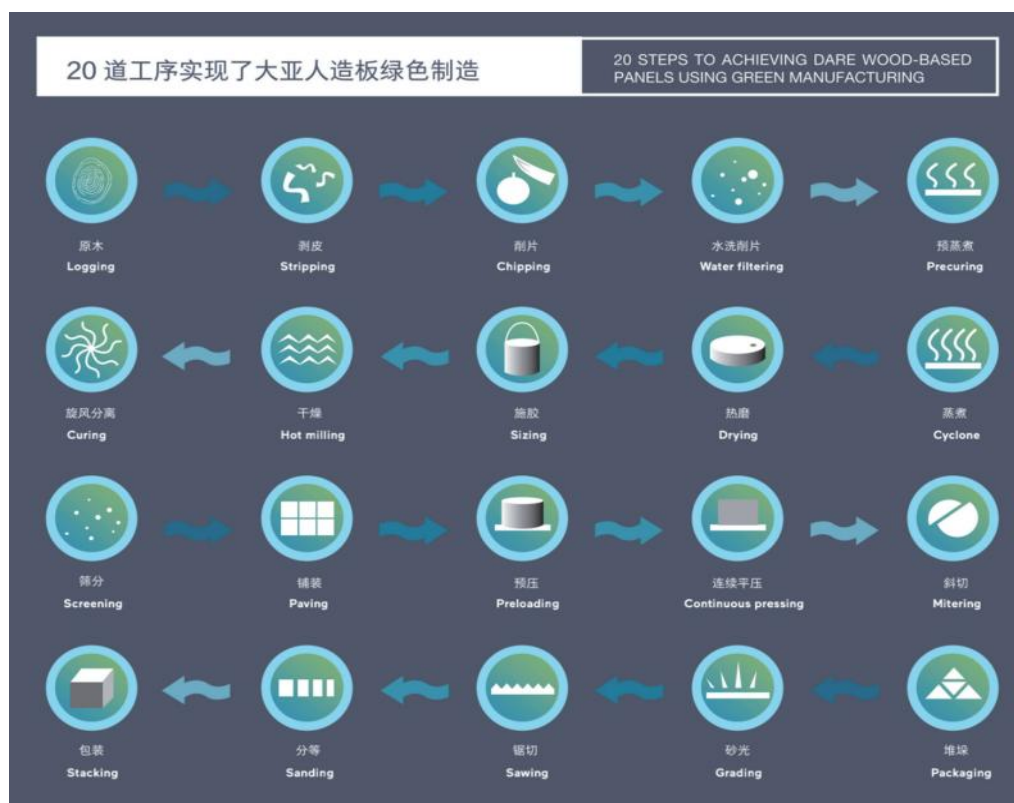 20 道工序实现了大亚人造板绿色制造
20 STEPS TO ACHIEVING DARE WOOD-BASED
PANELS USING GREEN MANUFACTURING
原木
Logging
剥皮
Stripping
削片
Chipping
水洗削片
Water filtering
预蒸煮
Precuring
旋风分离
Curing
干燥
Hot milling
施胶
Sizing
热磨
Drying
蒸煮
Cyclone
筛分
Screening
铺装
Paving
预压
Preloading
连续平压
Continuous pressing
斜切
Mitering
包装
Stacking
分等
Sanding
锯切
Sawing
砂光
Grading
堆垛
Packaging